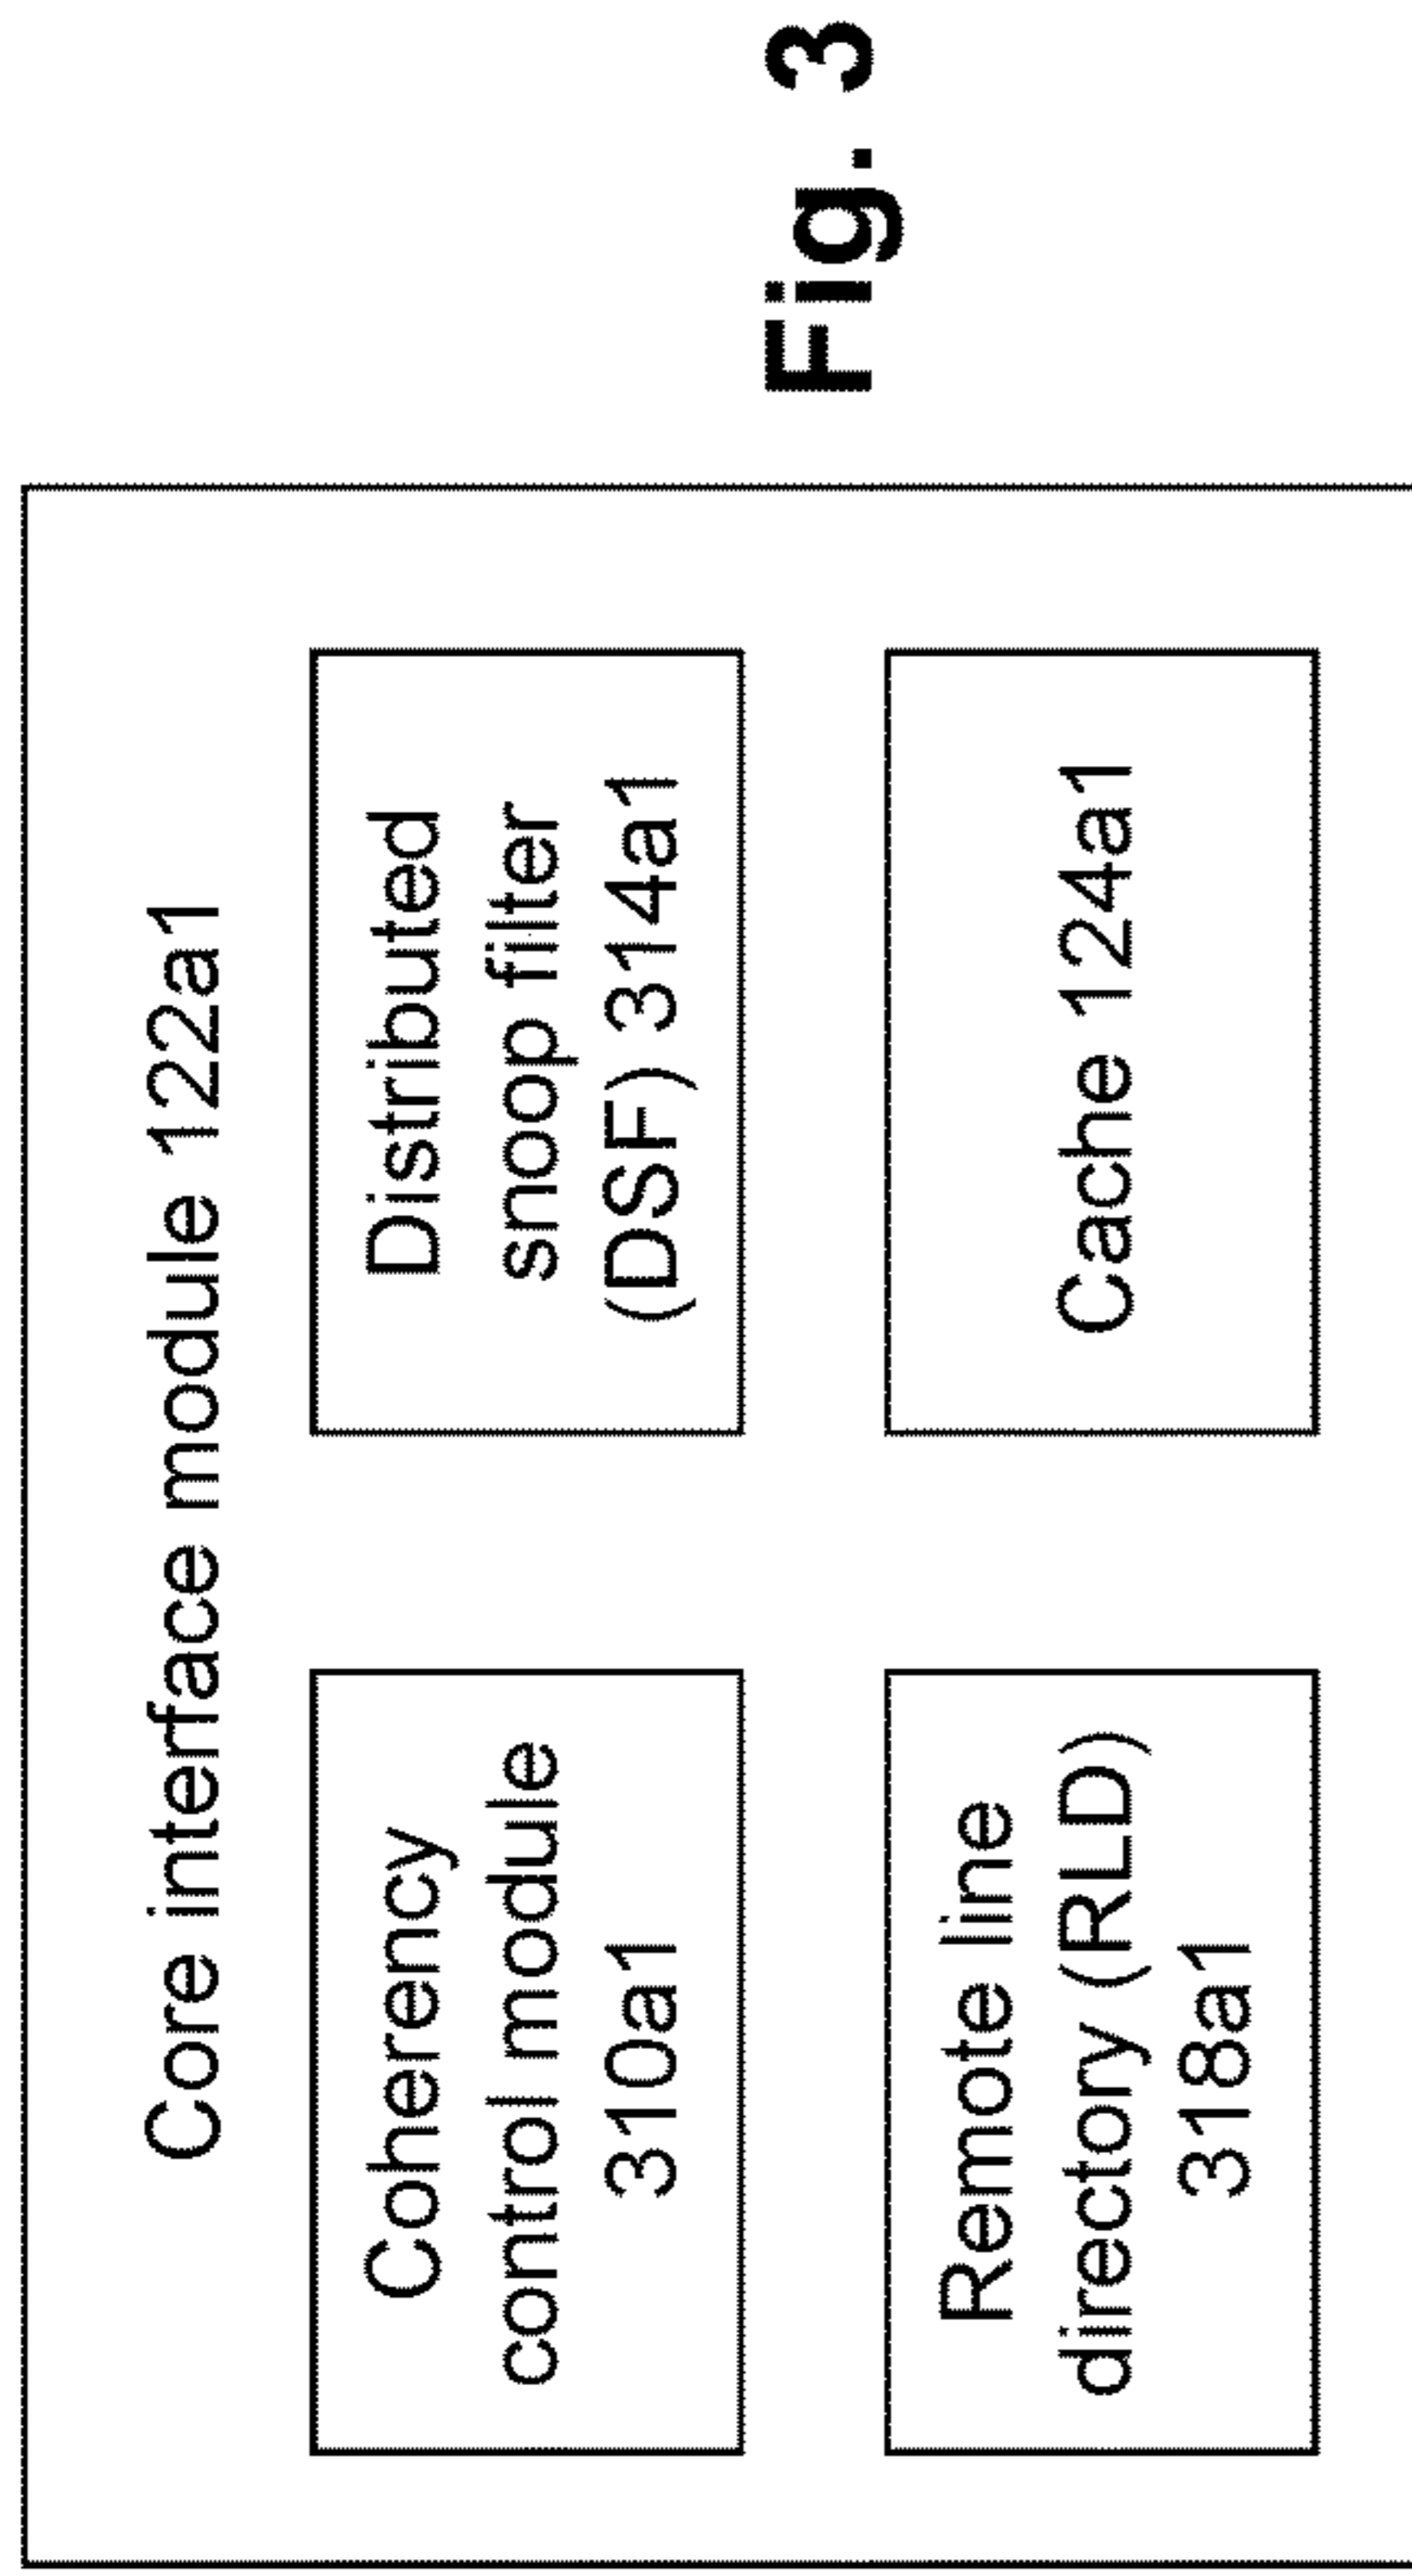 Core interface module 122a1
Coherency
control module
310a1
Distributed
snoop filter
(DSF) 314a1
Remote line
directory (RLD)
318a1
Cache 124a1
Fig. 3